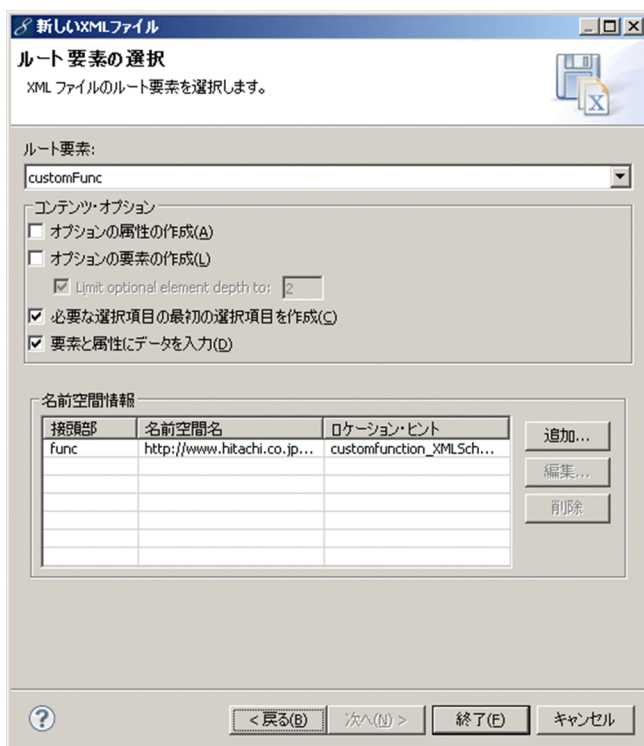 新しいXMLファイル
ルート要素の選択
XML ファイルのルート要素を選択します。
ルート要素:
customFunc
コンテンツ・オプション
オプションの属性の作成(A)
オプションの要素の作成(L)
Limit optional element depth to: 2
必要な選択項目の最初の選択項目を作成(C)
要素と属性にデータを入力(D)
名前空間情報
接頭部 名前空間名 ロケーション・ヒント
func http://www.hitachi.co.jp... customfunction_XMLSch...
追加...
編集...
削除
< 戻る(B) 次へ(N) > 終了(F) キャンセル